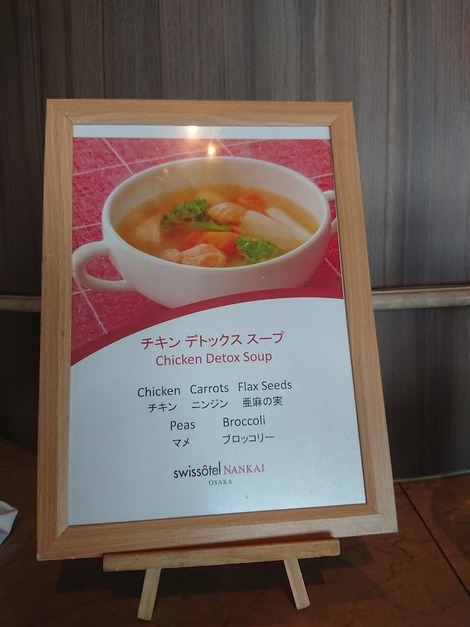 チキン デトックス スープ
Chicken Detox Soup
Chicken Carrots Flax Seeds
チキン ニンジン 亜麻の実
Peas Broccoli
マメ ブロッコリー
swissôtel NANKAI
OSAKA